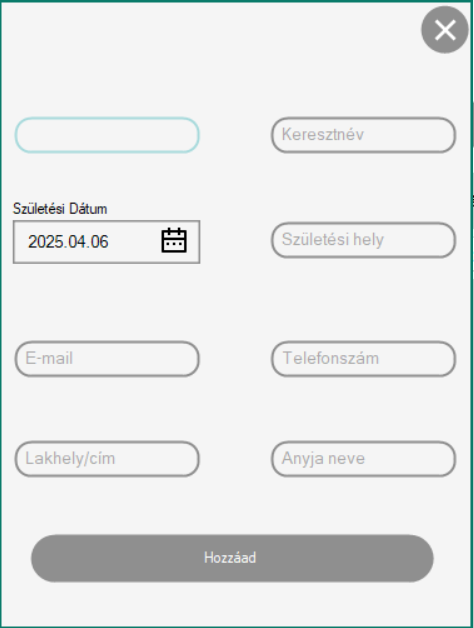 Keresztnév
Születési Dátum
2025.04.06
Születési hely
E-mail
Telefonszám
Lakhely/cím
Anyja neve
Hozzáad